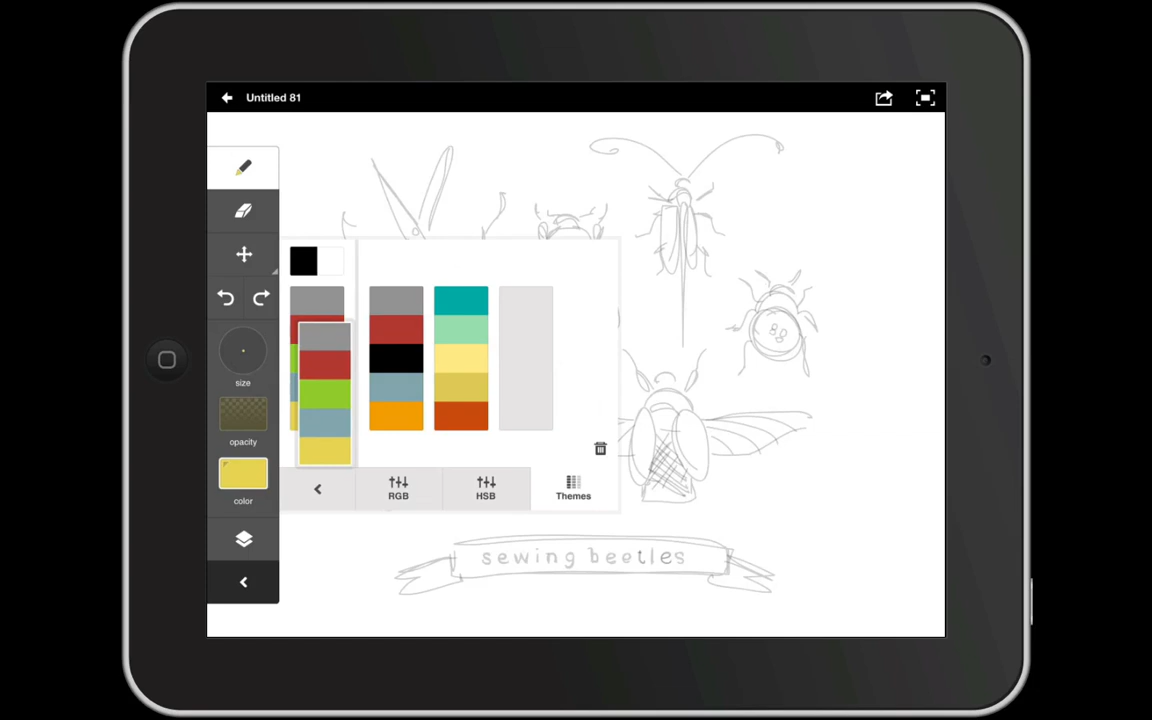 Untitled 81
size
opacity
color
RGB
HSB
Themes
sewing beetles